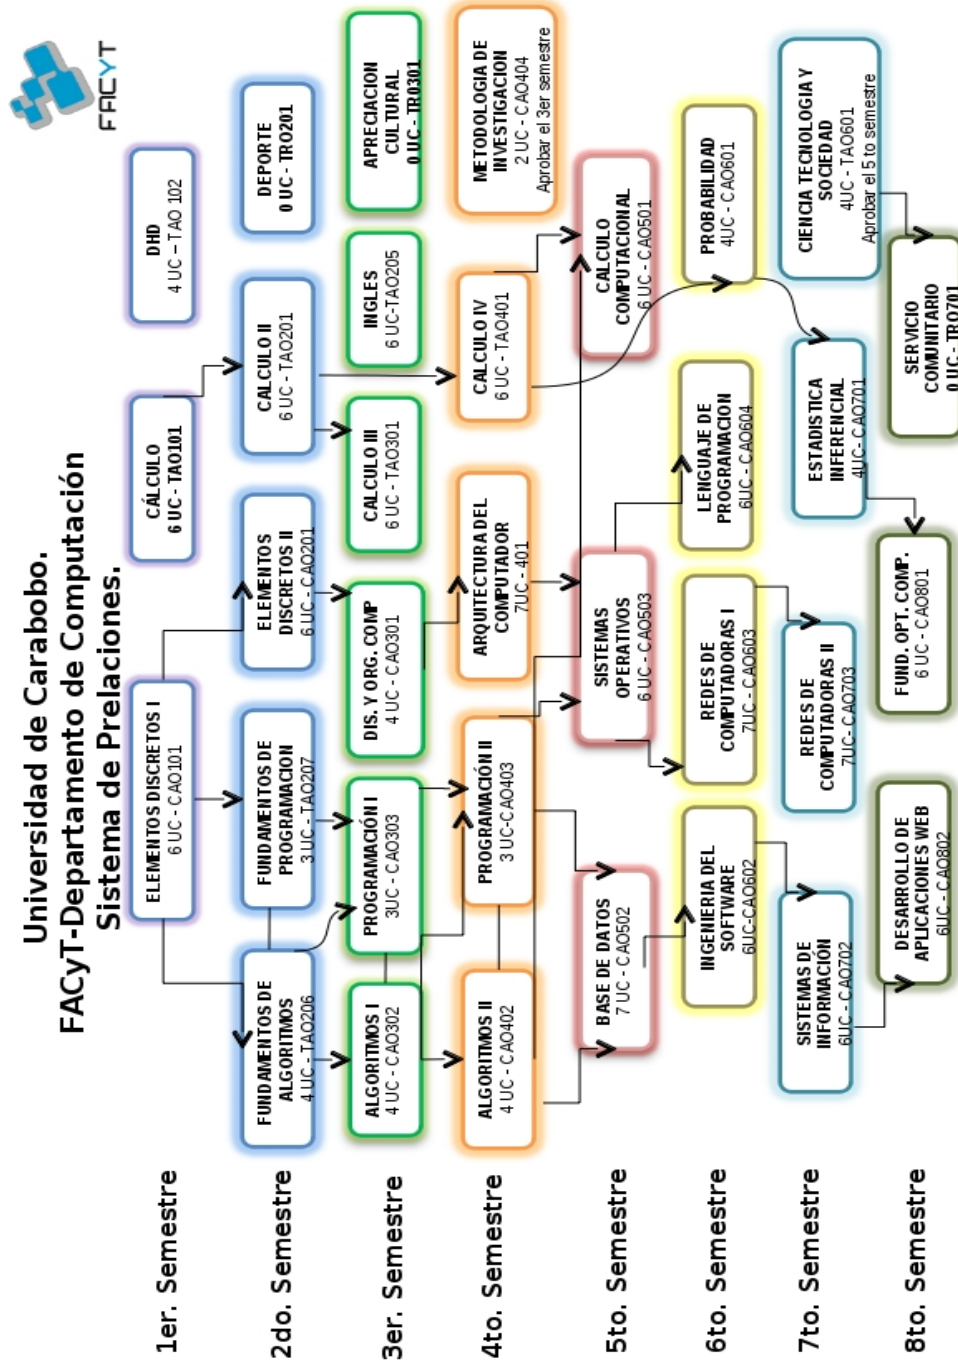 Universidad de Carabobo.
FACyT-Departamento de Computación
Sistema de Prelaciones.
FACYT
1er. Semestre
ELEMENTOS DISCRETOS I
6 UC - CAO101
CÁLCULO
6 UC - TAO101
DHD
4 UC – TAO 102
2do. Semestre
FUNDAMENTOS DE
ALGORITMOS
4 UC - TAO206
FUNDAMENTOS DE
PROGRAMACION
3 UC - TAO207
ELEMENTOS
DISCRETOS II
6 UC - CAO201
CALCULO II
6 UC - TAO201
DEPORTE
0 UC - TRO201
3er. Semestre
ALGORITMOS I
4 UC - CAO302
PROGRAMACIÓN I
3UC - CAO303
DIS. Y ORG. COMP
4 UC - CAO301
CALCULO III
6 UC - TAO301
INGLES
6 UC-TAO205
APRECIACION
CULTURAL
0 UC - TRO301
4to. Semestre
ALGORITMOS II
4 UC - CAO402
PROGRAMACIÓN II
3 UC-CAO403
ARQUITECTURA DEL
COMPUTADOR
7UC - 401
CALCULO IV
6 UC - TAO401
METODOLOGIA DE
INVESTIGACION
2 UC - CAO404
Aprobar el 3er semestre
5to. Semestre
BASE DE DATOS
7 UC - CAO502
SISTEMAS
OPERATIVOS
6 UC - CAO503
CALCULO
COMPUTACIONAL
6 UC - CAO501
6to. Semestre
INGENIERIA DEL
SOFTWARE
6UC-CAO602
REDES DE
COMPUTADORAS I
7UC - CAO603
LENGUAJE DE
PROGRAMACION
6UC - CAO604
PROBABILIDAD
4UC - CAO601
7to. Semestre
SISTEMAS DE
INFORMACIÓN
6UC - CAO702
REDES DE
COMPUTADORAS II
7UC- CAO703
ESTADISTICA
INFERENCIAL
4UC- CAO701
CIENCIA TECNOLOGIA Y
SOCIEDAD
4UC - TAO601
Aprobar el 5 to semestre
8to. Semestre
DESARROLLO DE
APLICACIONES WEB
6UC - CAO802
FUND. OPT. COMP.
6 UC - CAO801
SERVICIO
COMUNITARIO
0 UC - TRO701